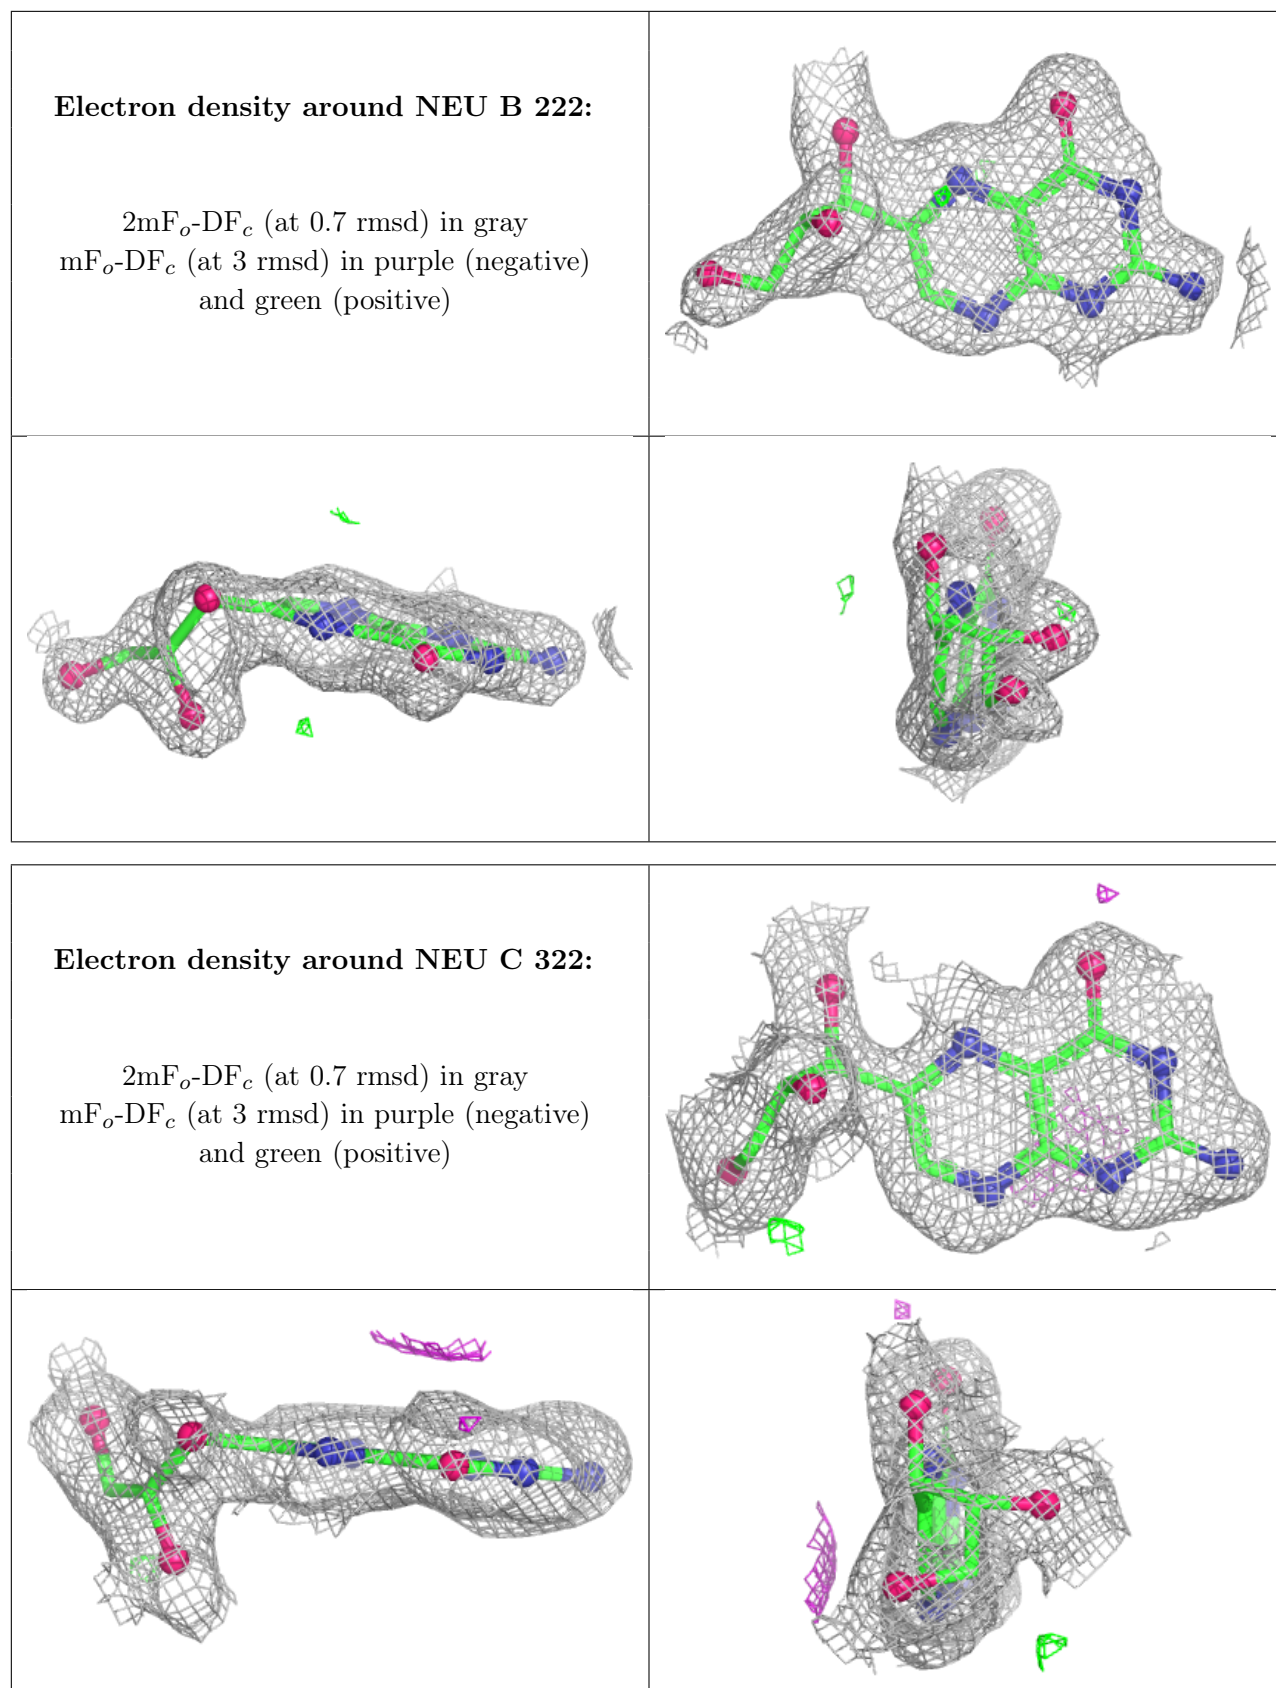 Electron density around NEU B 222:
2mFₒ-DF𝑐 (at 0.7 rmsd) in gray
mFₒ-DF𝑐 (at 3 rmsd) in purple (negative)
and green (positive)
Electron density around NEU C 322:
2mFₒ-DF𝑐 (at 0.7 rmsd) in gray
mFₒ-DF𝑐 (at 3 rmsd) in purple (negative)
and green (positive)